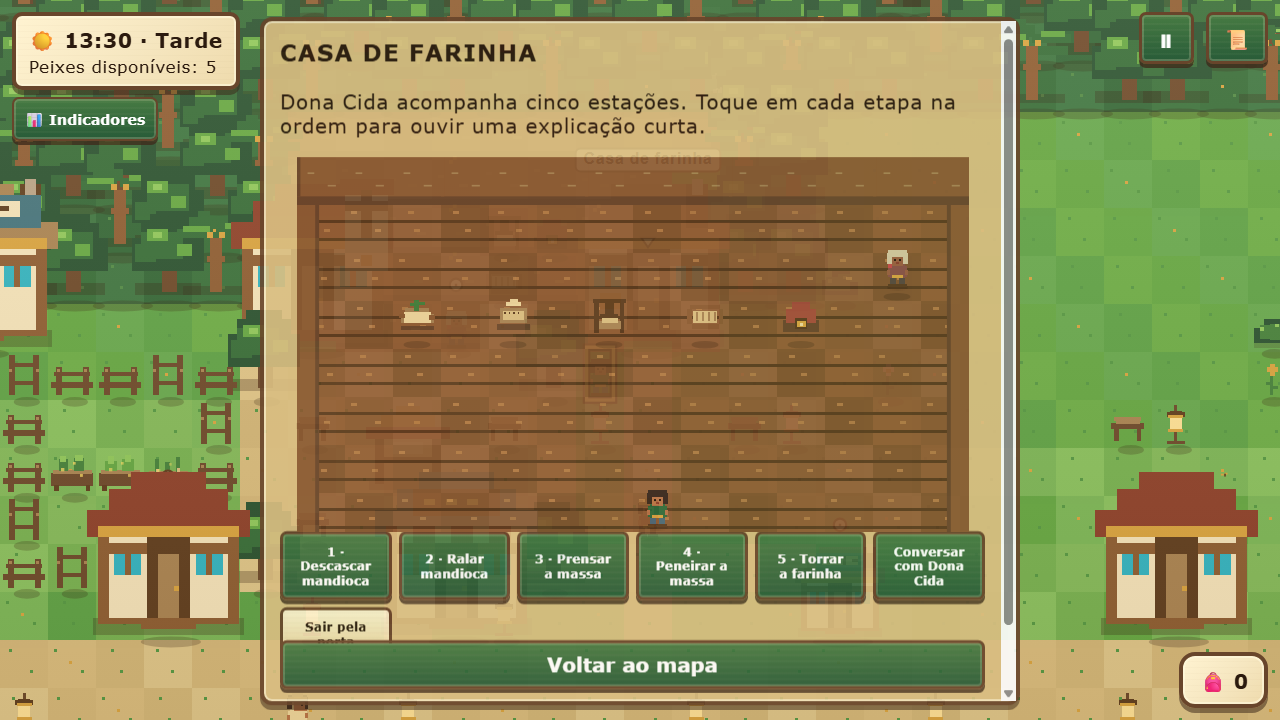 13:30 · Tarde
Peixes disponíveis: 5
Indicadores
CASA DE FARINHA
Dona Cida acompanha cinco estações. Toque em cada etapa na
ordem para ouvir uma explicação curta.
Casa de farinha
1 ·
Descascar
mandioca
2 · Ralar
mandioca
3 · Prensar
a massa
4 ·
Peneirar a
massa
5 · Torrar
a farinha
Conversar
com Dona
Cida
Sair pela
porta
Voltar ao mapa
0